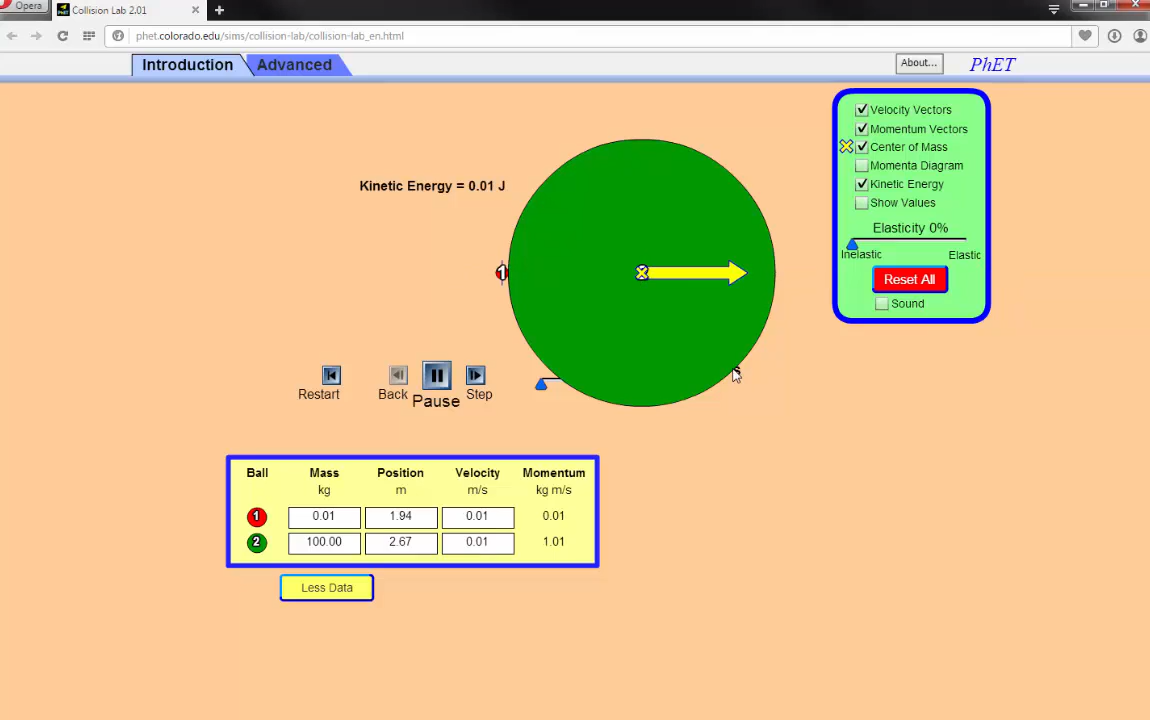 Opera
Collision Lab 2.01
phet.colorado.edu/sims/collision-lab/collision-lab_en.html
Introduction Advanced About... PhET
Velocity Vectors
Momentum Vectors
Center of Mass
Momenta Diagram
Kinetic Energy
Show Values
Elasticity 0%
Inelastic Elastic
Reset All
Sound
Kinetic Energy = 0.01 J
1
Restart Back Pause Step
Ball Mass Position Velocity Momentum
kg m m/s kg m/s
1 0.01 1.94 0.01 0.01
2 100.00 2.67 0.01 1.01
Less Data